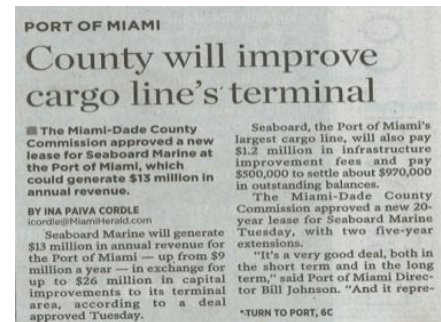 PORT OF MIAMI
County will improve
cargo line's terminal
The Miami-Dade County
Commission approved a new
lease for Seaboard Marine at
the Port of Miami, which
could generate $13 million in
annual revenue.
BY INA PAIVA CORDLE
icordle@MiamiHerald.com
Seaboard Marine will generate
$13 million in annual revenue for
the Port of Miami — up from $9
million a year — in exchange for
up to $26 million in capital
improvements to its terminal
area, according to a deal
approved Tuesday.
Seaboard, the Port of Miami's
largest cargo line, will also pay
$1.2 million in infrastructure
improvement fees and pay
$500,000 to settle about $970,000
in outstanding balances.
The Miami-Dade County
Commission approved a new 20-
year lease for Seaboard Marine
Tuesday, with two five-year
extensions.
"It's a very good deal, both in
the short term and in the long
term," said Port of Miami Direc-
tor Bill Johnson. "And it repre-
•TURN TO PORT, 6C